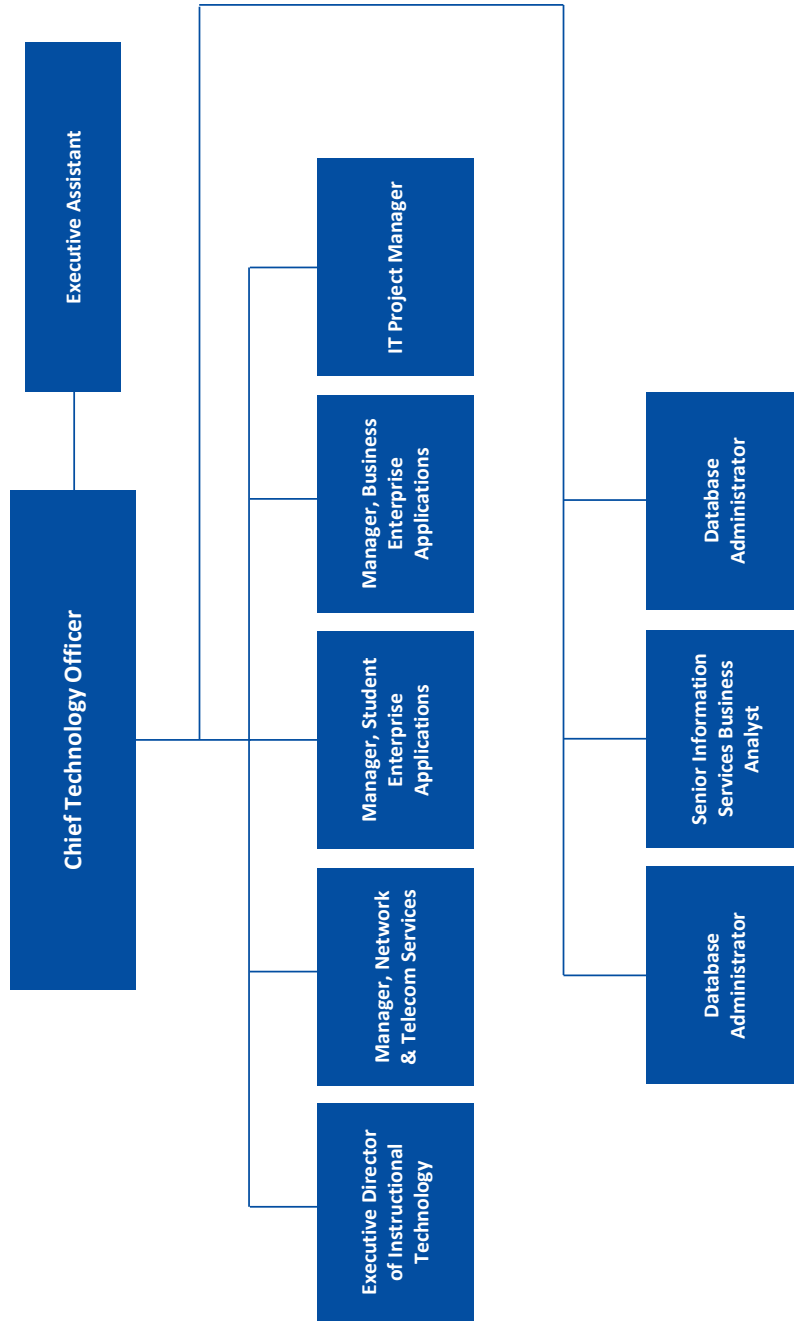 Chief Technology Officer
Executive Assistant
Executive Director
of Instructional
Technology
Manager, Network
& Telecom Services
Manager, Student
Enterprise
Applications
Manager, Business
Enterprise
Applications
IT Project Manager
Database
Administrator
Senior Information
Services Business
Analyst
Database
Administrator